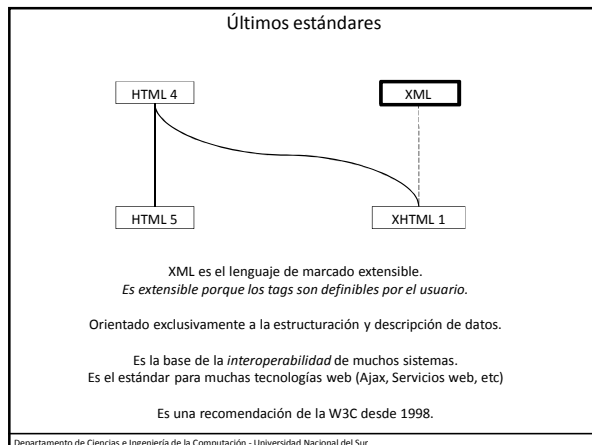 Últimos estándares
HTML 4
XML
HTML 5
XHTML 1
XML es el lenguaje de marcado extensible.
Es extensible porque los tags son definibles por el usuario.
Orientado exclusivamente a la estructuración y descripción de datos.
Es la base de la interoperabilidad de muchos sistemas.
Es el estándar para muchas tecnologías web (Ajax, Servicios web, etc)
Es una recomendación de la W3C desde 1998.
Departamento de Ciencias e Ingeniería de la Computación - Universidad Nacional del Sur